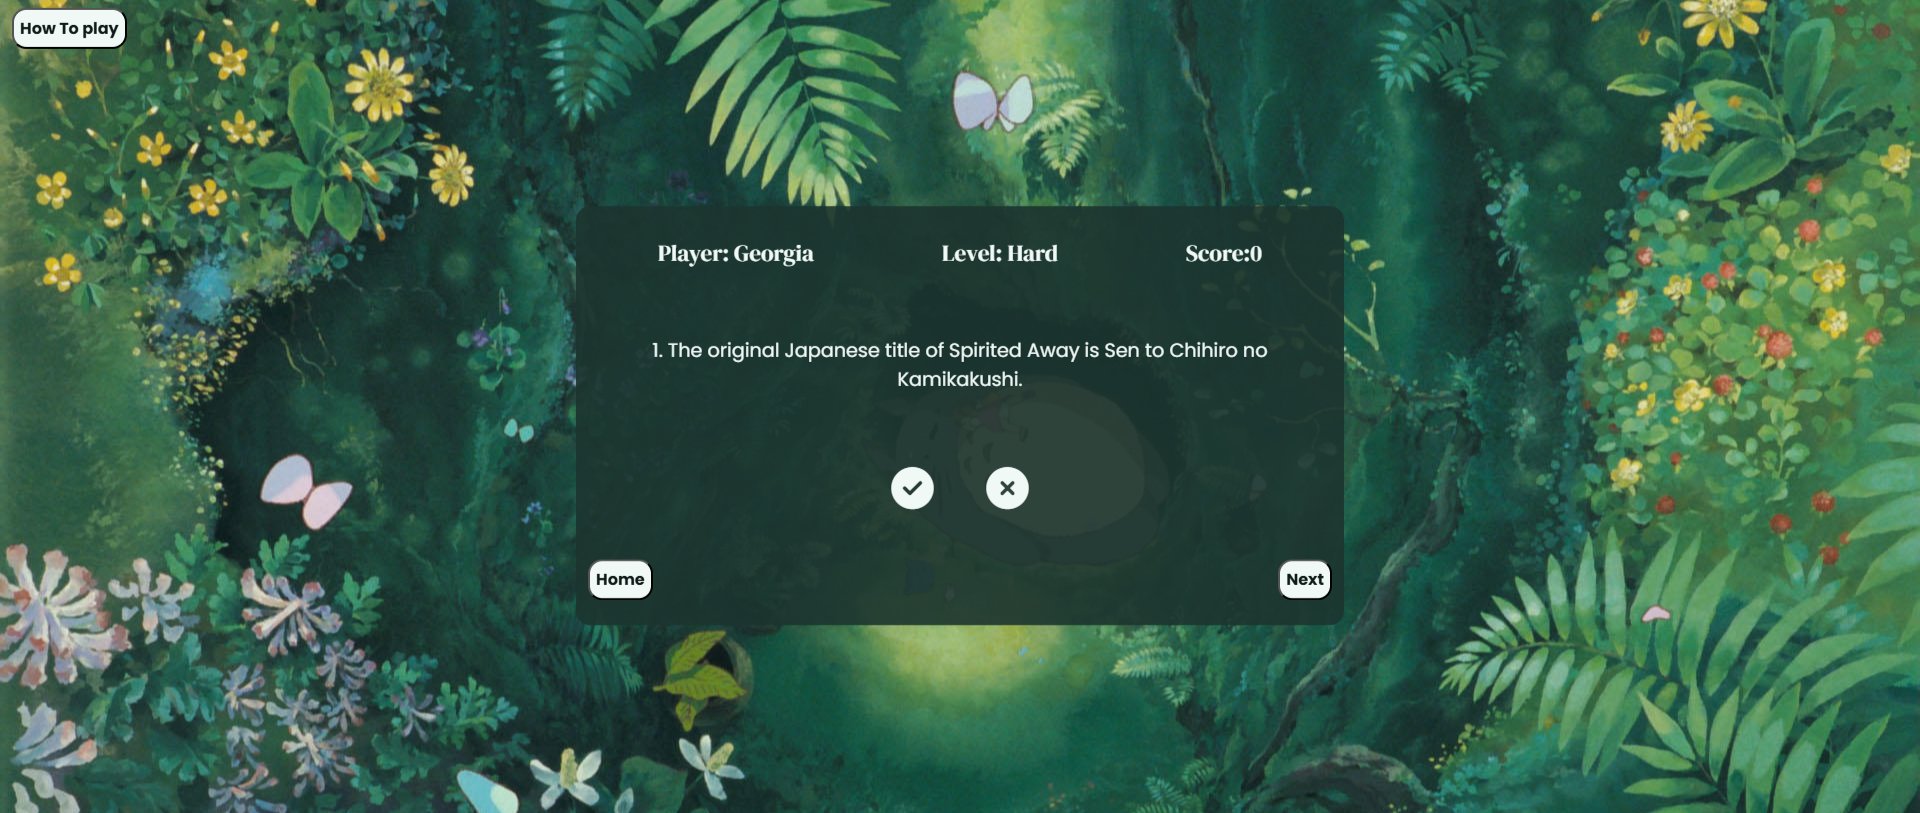 How To play
Player: Georgia
Level: Hard
Score:0
1. The original Japanese title of Spirited Away is Sen to Chihiro no
Kamikakushi.
Home
Next